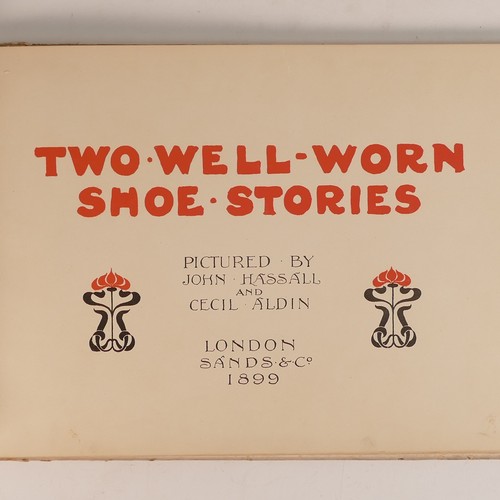 TWO·WELL-WORN
SHOE·STORIES
PICTURED·BY
JOHN·HASSALL
AND
CECIL·ALDIN
LONDON
SANDS·&·Co
1899